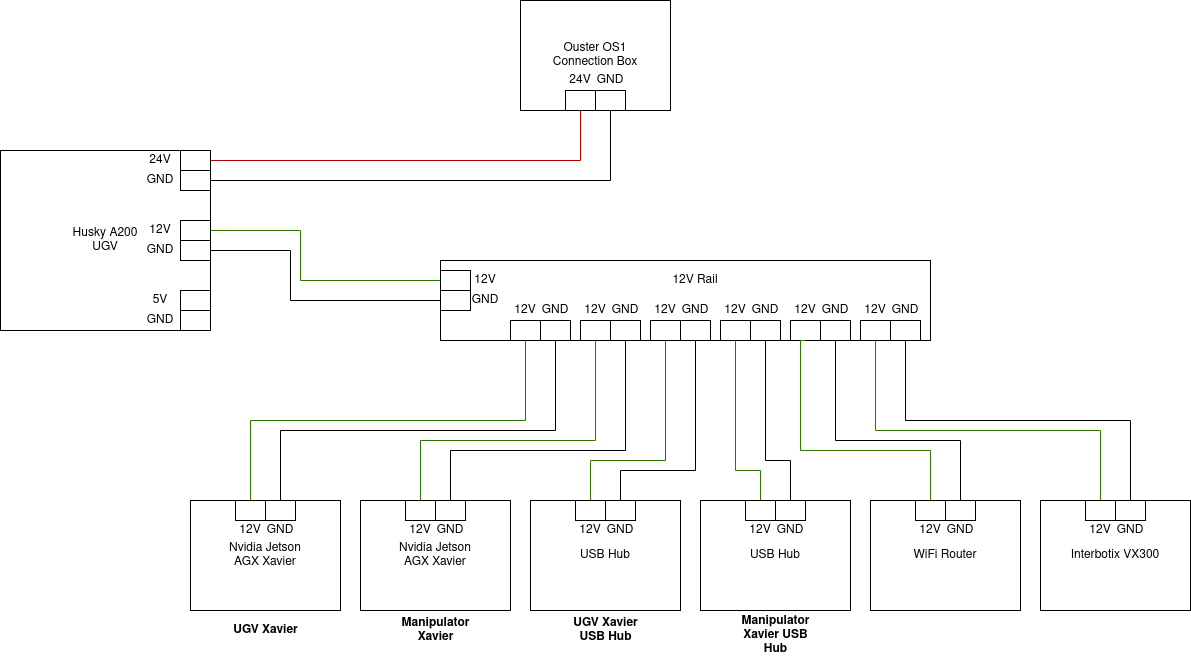 Ouster OS1
Connection Box
24V GND
24V
GND
Husky A200
UGV
12V
GND
5V
GND
12V
GND
12V Rail
12V GND 12V GND 12V GND 12V GND 12V GND 12V GND
12V GND
Nvidia Jetson
AGX Xavier
UGV Xavier
12V GND
Nvidia Jetson
AGX Xavier
Manipulator
Xavier
12V GND
USB Hub
UGV Xavier
USB Hub
12V GND
USB Hub
Manipulator
Xavier USB
Hub
12V GND
WiFi Router
12V GND
Interbotix VX300